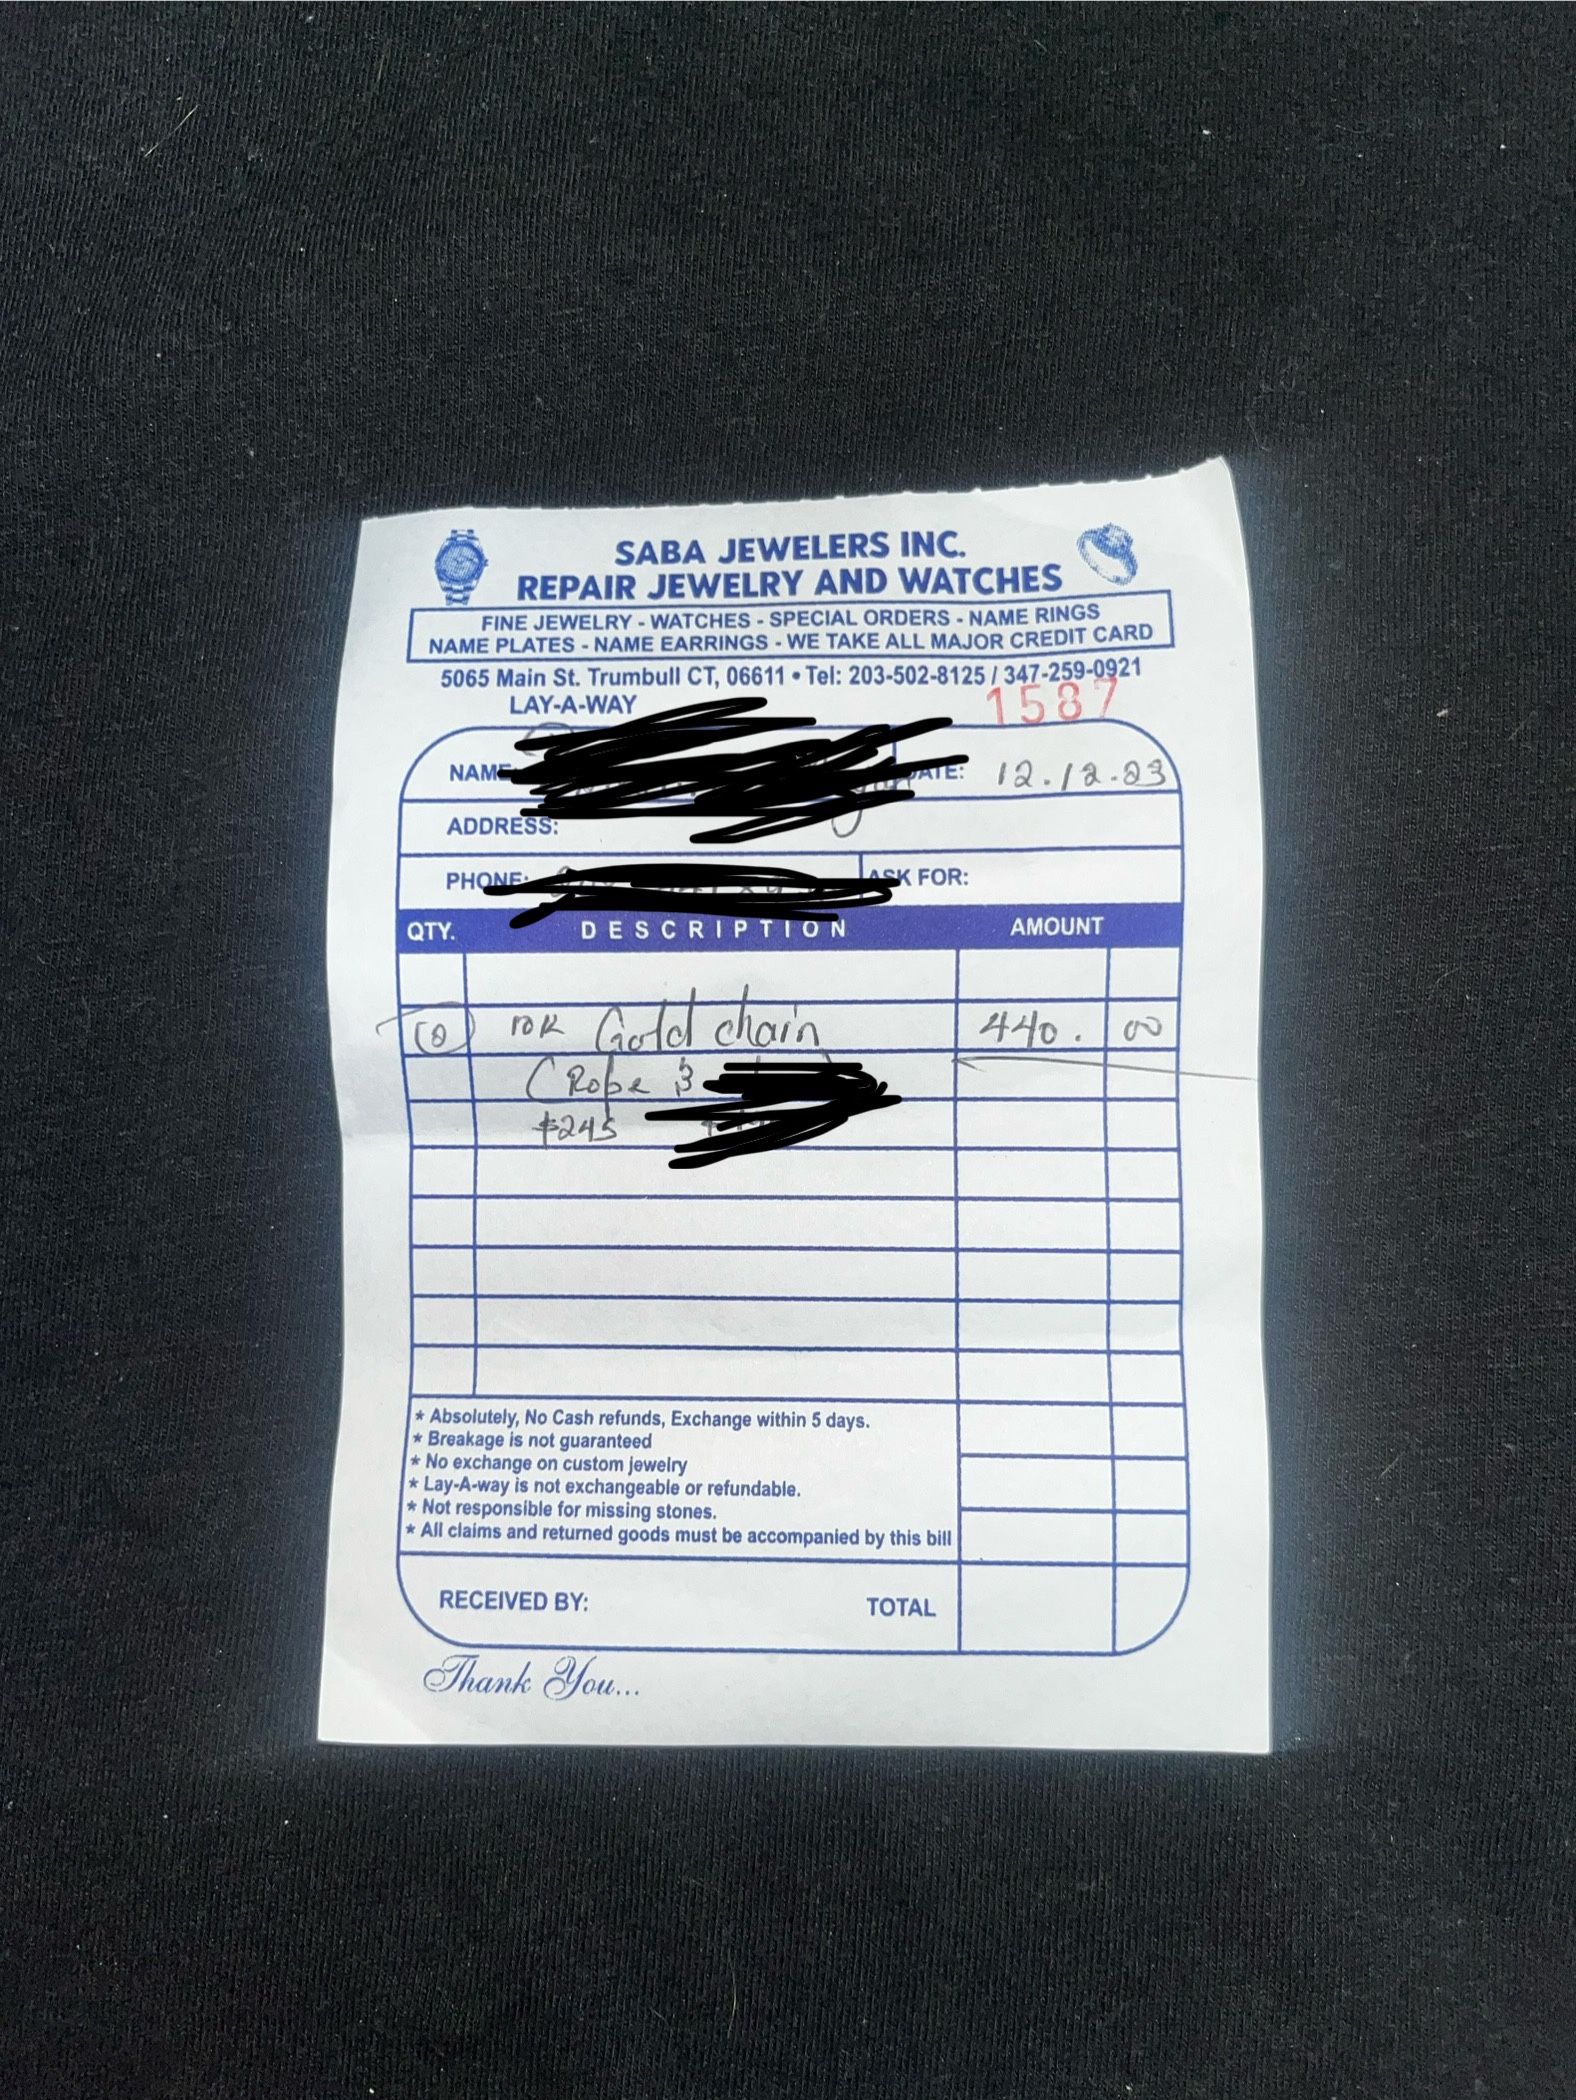 SABA JEWELERS INC.
REPAIR JEWELRY AND WATCHES
FINE JEWELRY - WATCHES - SPECIAL ORDERS - NAME RINGS
NAME PLATES - NAME EARRINGS - WE TAKE ALL MAJOR CREDIT CARD
5065 Main St. Trumbull CT, 06611 • Tel: 203-502-8125 / 347-259-0921
LAY-A-WAY 1587
NAME: DATE: 12.12.23
ADDRESS:
PHONE: ASK FOR:
QTY. DESCRIPTION AMOUNT
(2) 10K Gold chain 440. 00
(Robe &
$245
* Absolutely, No Cash refunds, Exchange within 5 days.
* Breakage is not guaranteed
* No exchange on custom jewelry
* Lay-A-way is not exchangeable or refundable.
* Not responsible for missing stones.
* All claims and returned goods must be accompanied by this bill
RECEIVED BY: TOTAL
Thank You...